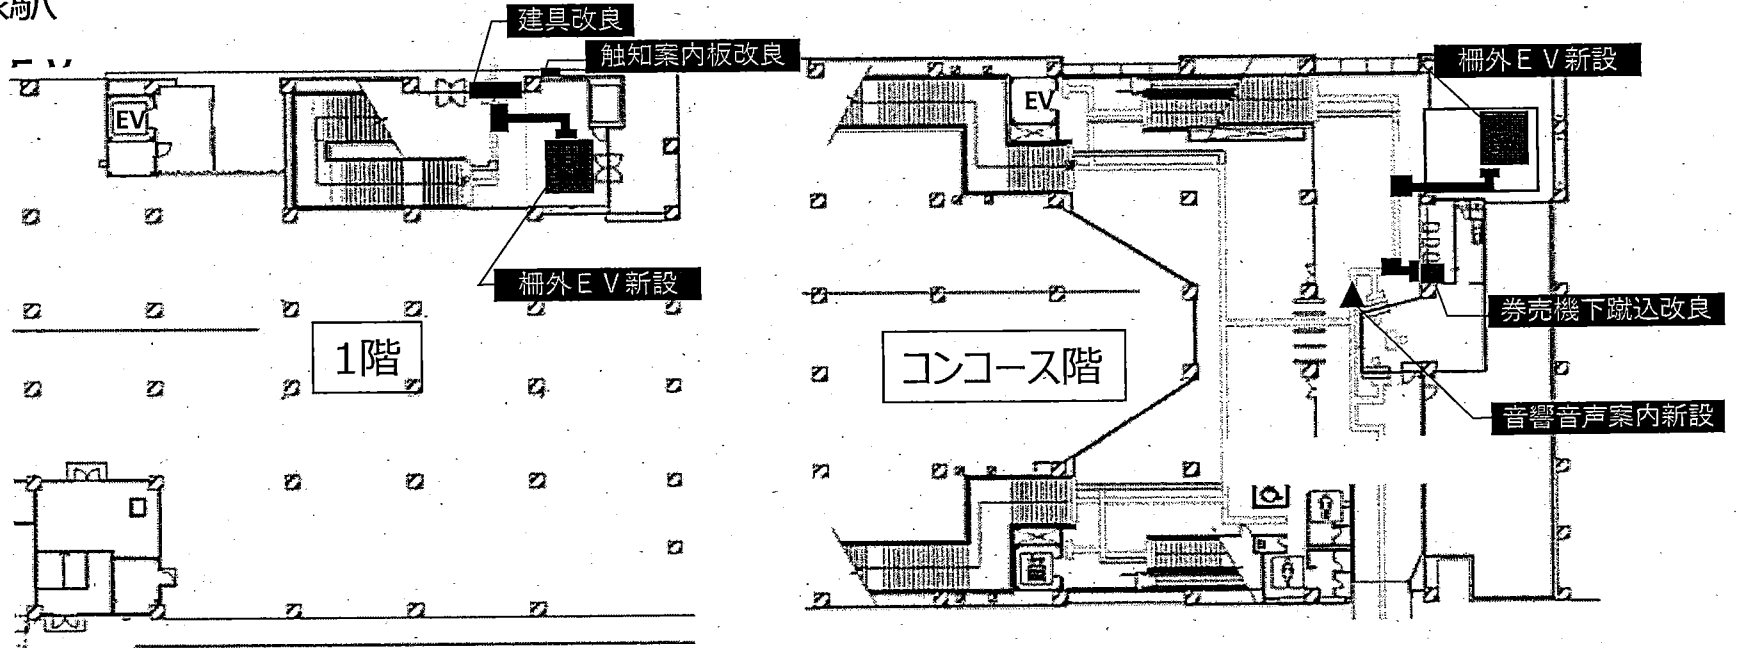 建具改良
触知案内板改良
柵外EV新設
EV
EV
柵外EV新設
券売機下蹴込改良
1階
コンコース階
音響音声案内新設